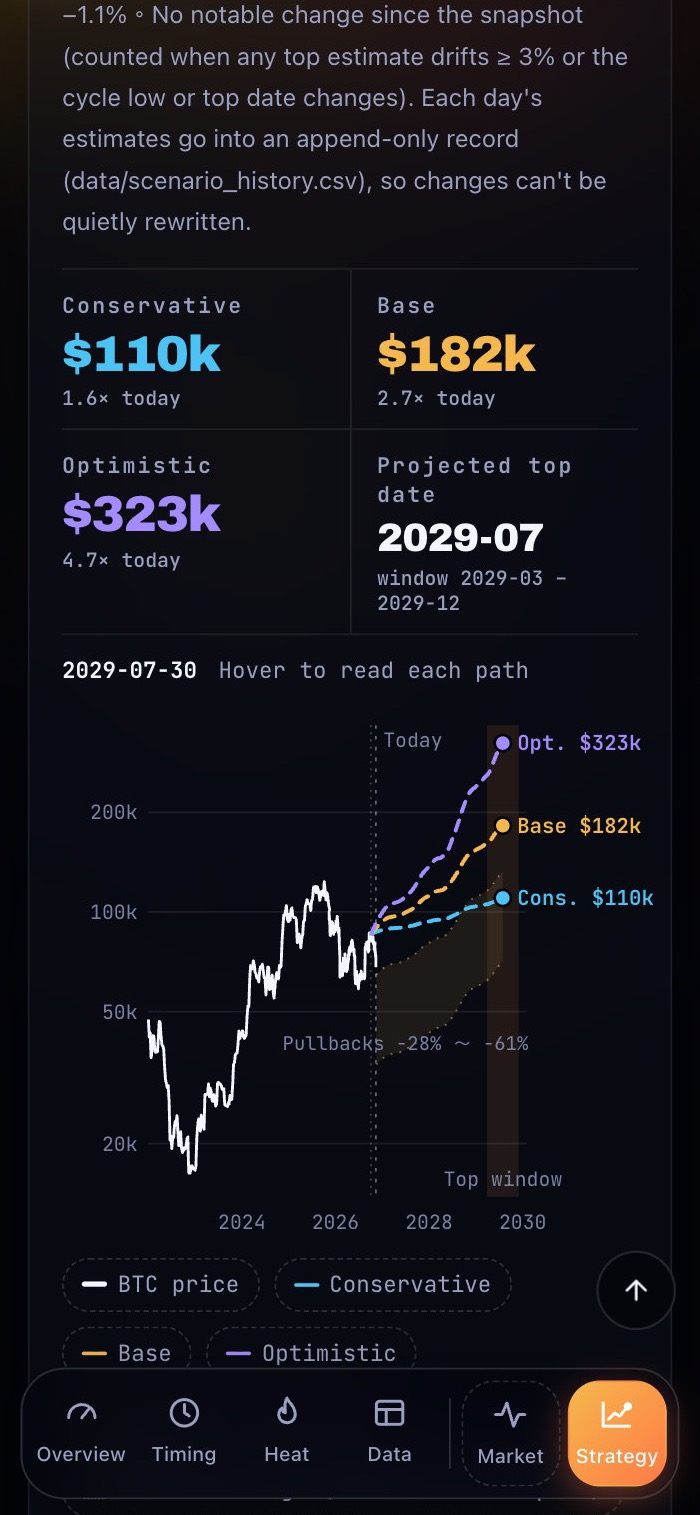 −1.1% ∘ No notable change since the snapshot
(counted when any top estimate drifts ≥ 3% or the
cycle low or top date changes). Each day's
estimates go into an append-only record
(data/scenario_history.csv), so changes can't be
quietly rewritten.
Conservative
$110k
1.6× today
Base
$182k
2.7× today
Optimistic
$323k
4.7× today
Projected top
date
2029-07
window 2029-03 –
2029-12
2029-07-30 Hover to read each path
Today
Opt. $323k
200k
Base $182k
100k
Cons. $110k
50k
Pullbacks -28% ~ -61%
20k
Top window
2024 2026 2028 2030
BTC price
Conservative
Base
Optimistic
Overview
Timing
Heat
Data
Market
Strategy